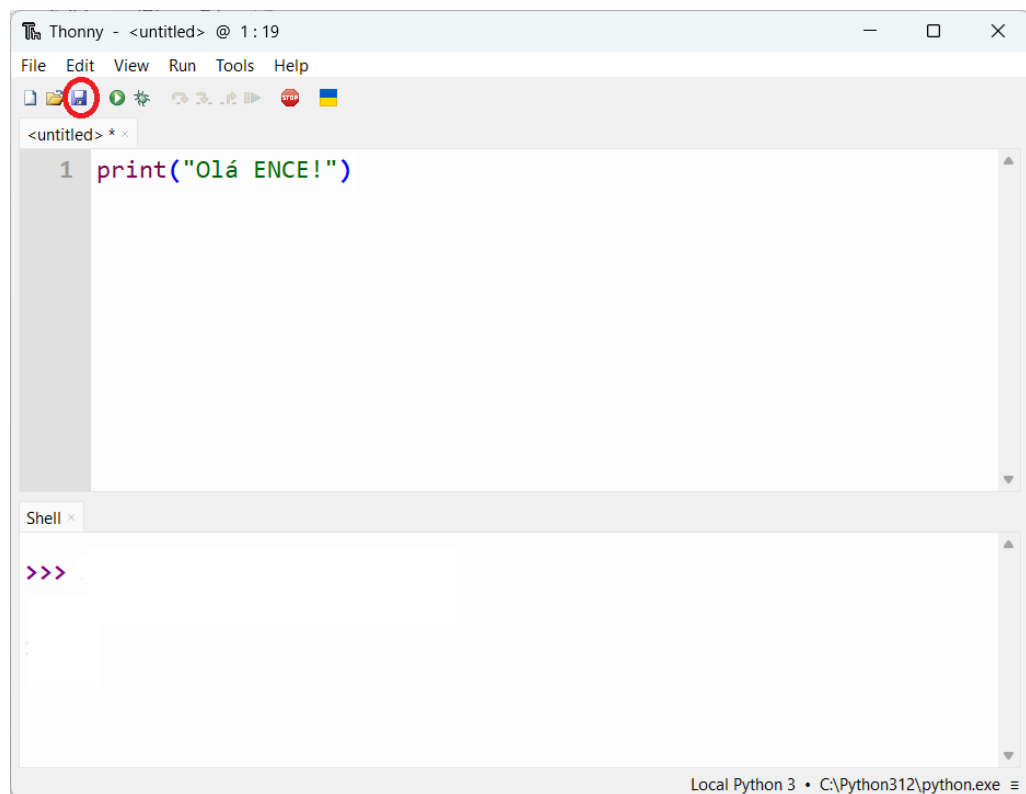 Thonny - <untitled> @ 1:19
File Edit View Run Tools Help
STOP
<untitled> * ×
1 print("Olá ENCE!")
Shell ×
>>>
Local Python 3 • C:\Python312\python.exe ≡